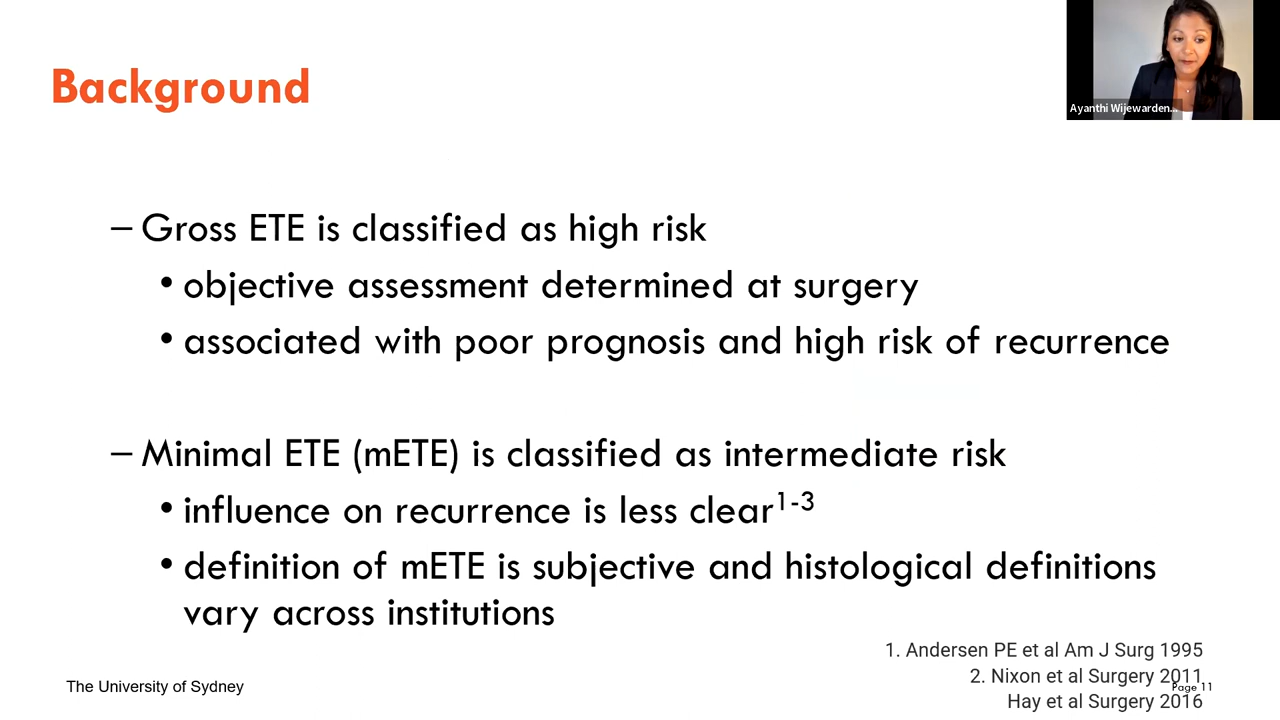 Background
Ayanthi Wijewarden...
– Gross ETE is classified as high risk
• objective assessment determined at surgery
• associated with poor prognosis and high risk of recurrence
– Minimal ETE (mETE) is classified as intermediate risk
• influence on recurrence is less clear1-3
• definition of mETE is subjective and histological definitions
vary across institutions
1. Andersen PE et al Am J Surg 1995
2. Nixon et al Surgery 2011
Hay et al Surgery 2016
The University of Sydney
Page 11